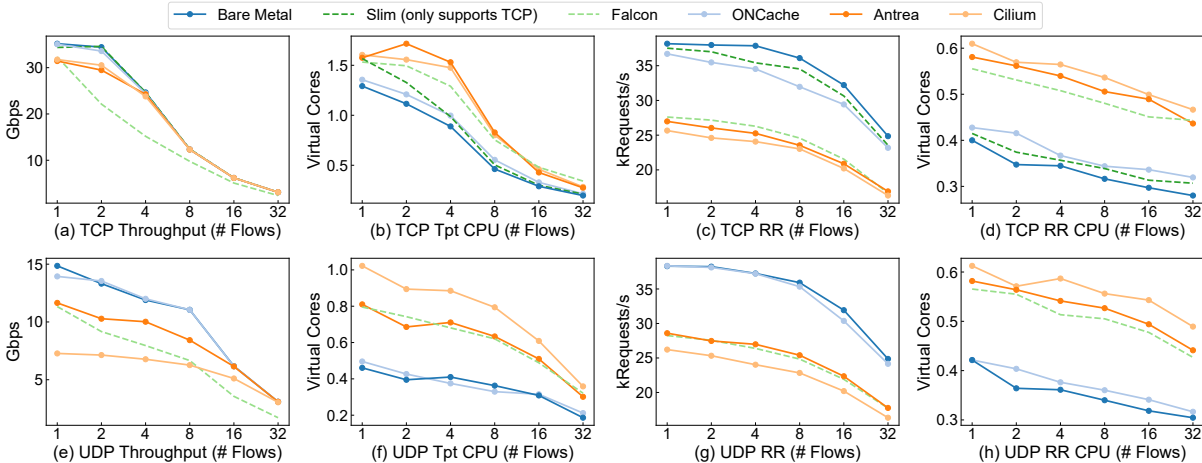 Bare Metal
Slim (only supports TCP)
Falcon
ONCache
Antrea
Cilium
Gbps
30
20
10
1 2 4 8 16 32
(a) TCP Throughput (# Flows)
Virtual Cores
1.5
1.0
0.5
1 2 4 8 16 32
(b) TCP Tpt CPU (# Flows)
kRequests/s
35
30
25
20
1 2 4 8 16 32
(c) TCP RR (# Flows)
Virtual Cores
0.6
0.5
0.4
0.3
1 2 4 8 16 32
(d) TCP RR CPU (# Flows)
Gbps
15
10
5
1 2 4 8 16 32
(e) UDP Throughput (# Flows)
Virtual Cores
1.0
0.8
0.6
0.4
0.2
1 2 4 8 16 32
(f) UDP Tpt CPU (# Flows)
kRequests/s
35
30
25
20
1 2 4 8 16 32
(g) UDP RR (# Flows)
Virtual Cores
0.6
0.5
0.4
0.3
1 2 4 8 16 32
(h) UDP RR CPU (# Flows)